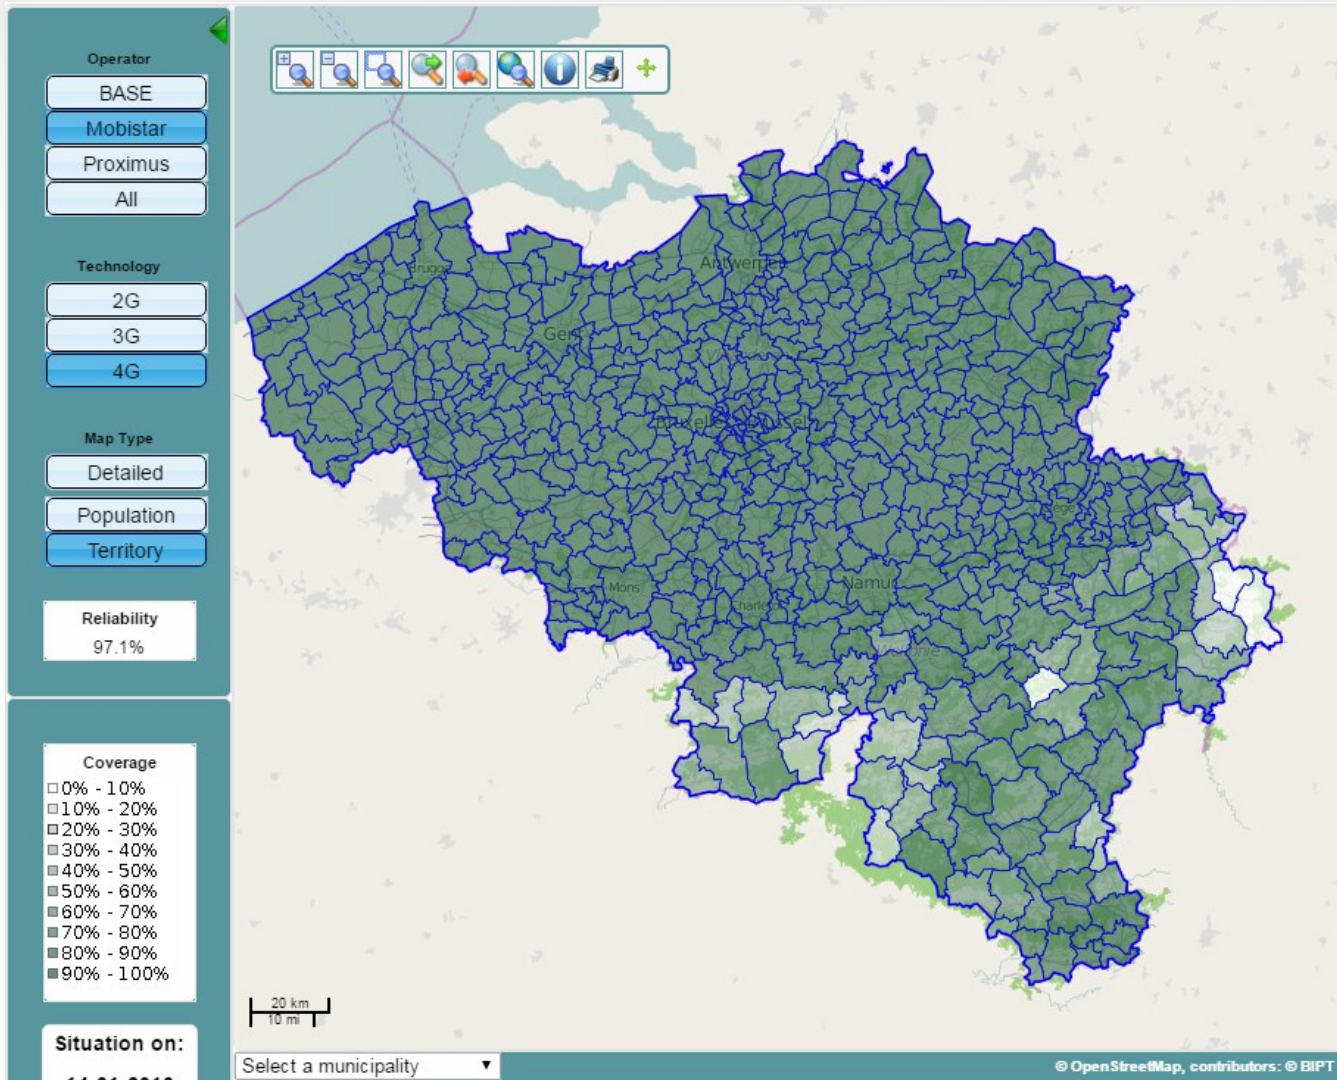 Operator
BASE
Mobistar
Proximus
All
Technology
2G
3G
4G
Map Type
Detailed
Population
Territory
Reliability
97.1%
Coverage
0% - 10%
10% - 20%
20% - 30%
30% - 40%
40% - 50%
50% - 60%
60% - 70%
70% - 80%
80% - 90%
90% - 100%
Situation on:
Antwerpen
Gent
Mons
Namur
20 km
10 mi
Select a municipality
© OpenStreetMap, contributors: © BIPT